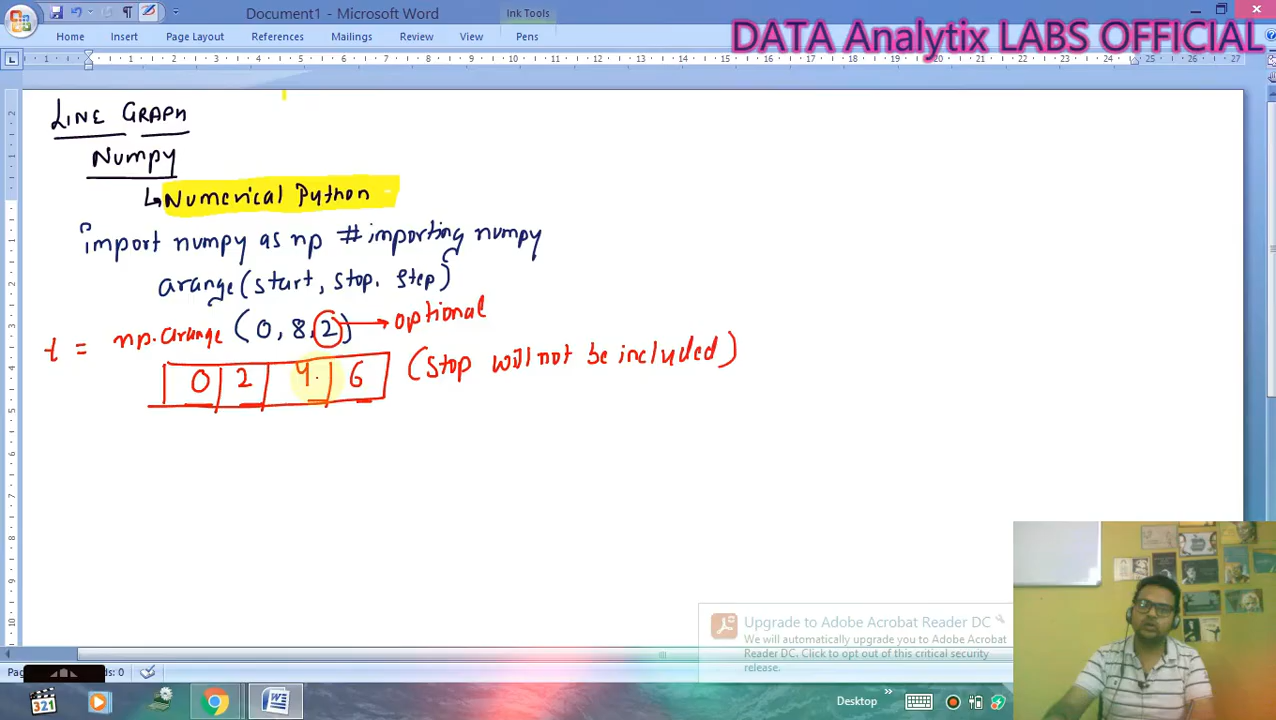 Document1 - Microsoft Word
Ink Tools
DATA Analytix LABS OFFICIAL
Home Insert Page Layout References Mailings Review View Pens
LINE GRAPH
Numpy
Numerical Python
import numpy as np #importing numpy
arange(start, stop. step)
t = np.arange (0, 8, 2) optional
0 2 4. 6 (Stop will not be included)
Upgrade to Adobe Acrobat Reader DC
We will automatically upgrade you to Adobe Acrobat
Reader DC. Click to opt out of this critical security
release.
: 0
321
Desktop